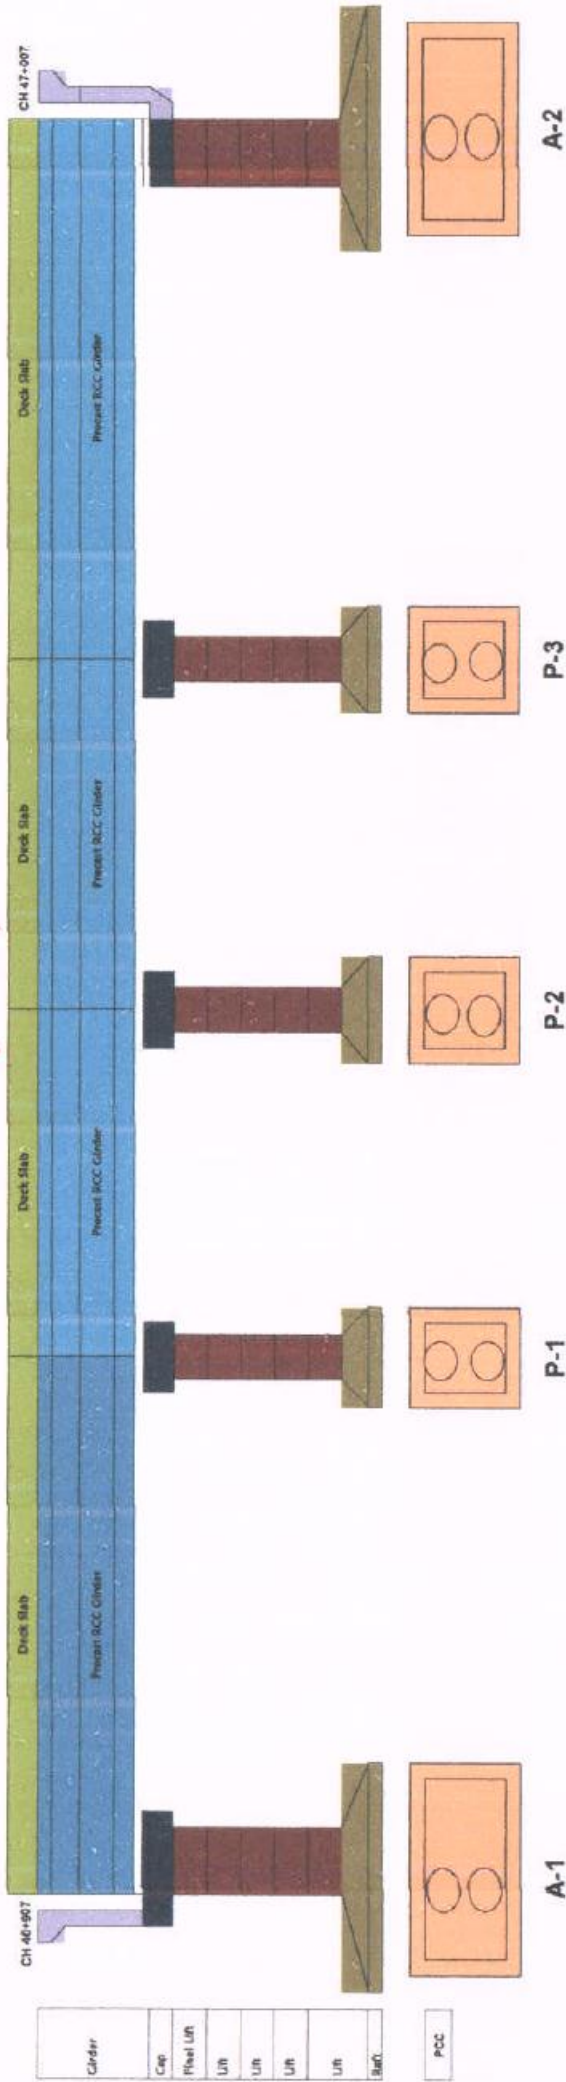 CH 46+907
CH 47+007
Deck Slab
Deck Slab
Deck Slab
Deck Slab
Girder
Precast RCC Girder
Precast RCC Girder
Precast RCC Girder
Precast RCC Girder
Cap
Final Lift
Lift
Lift
Lift
Lift
Raft
PCC
A-1
P-1
P-2
P-3
A-2